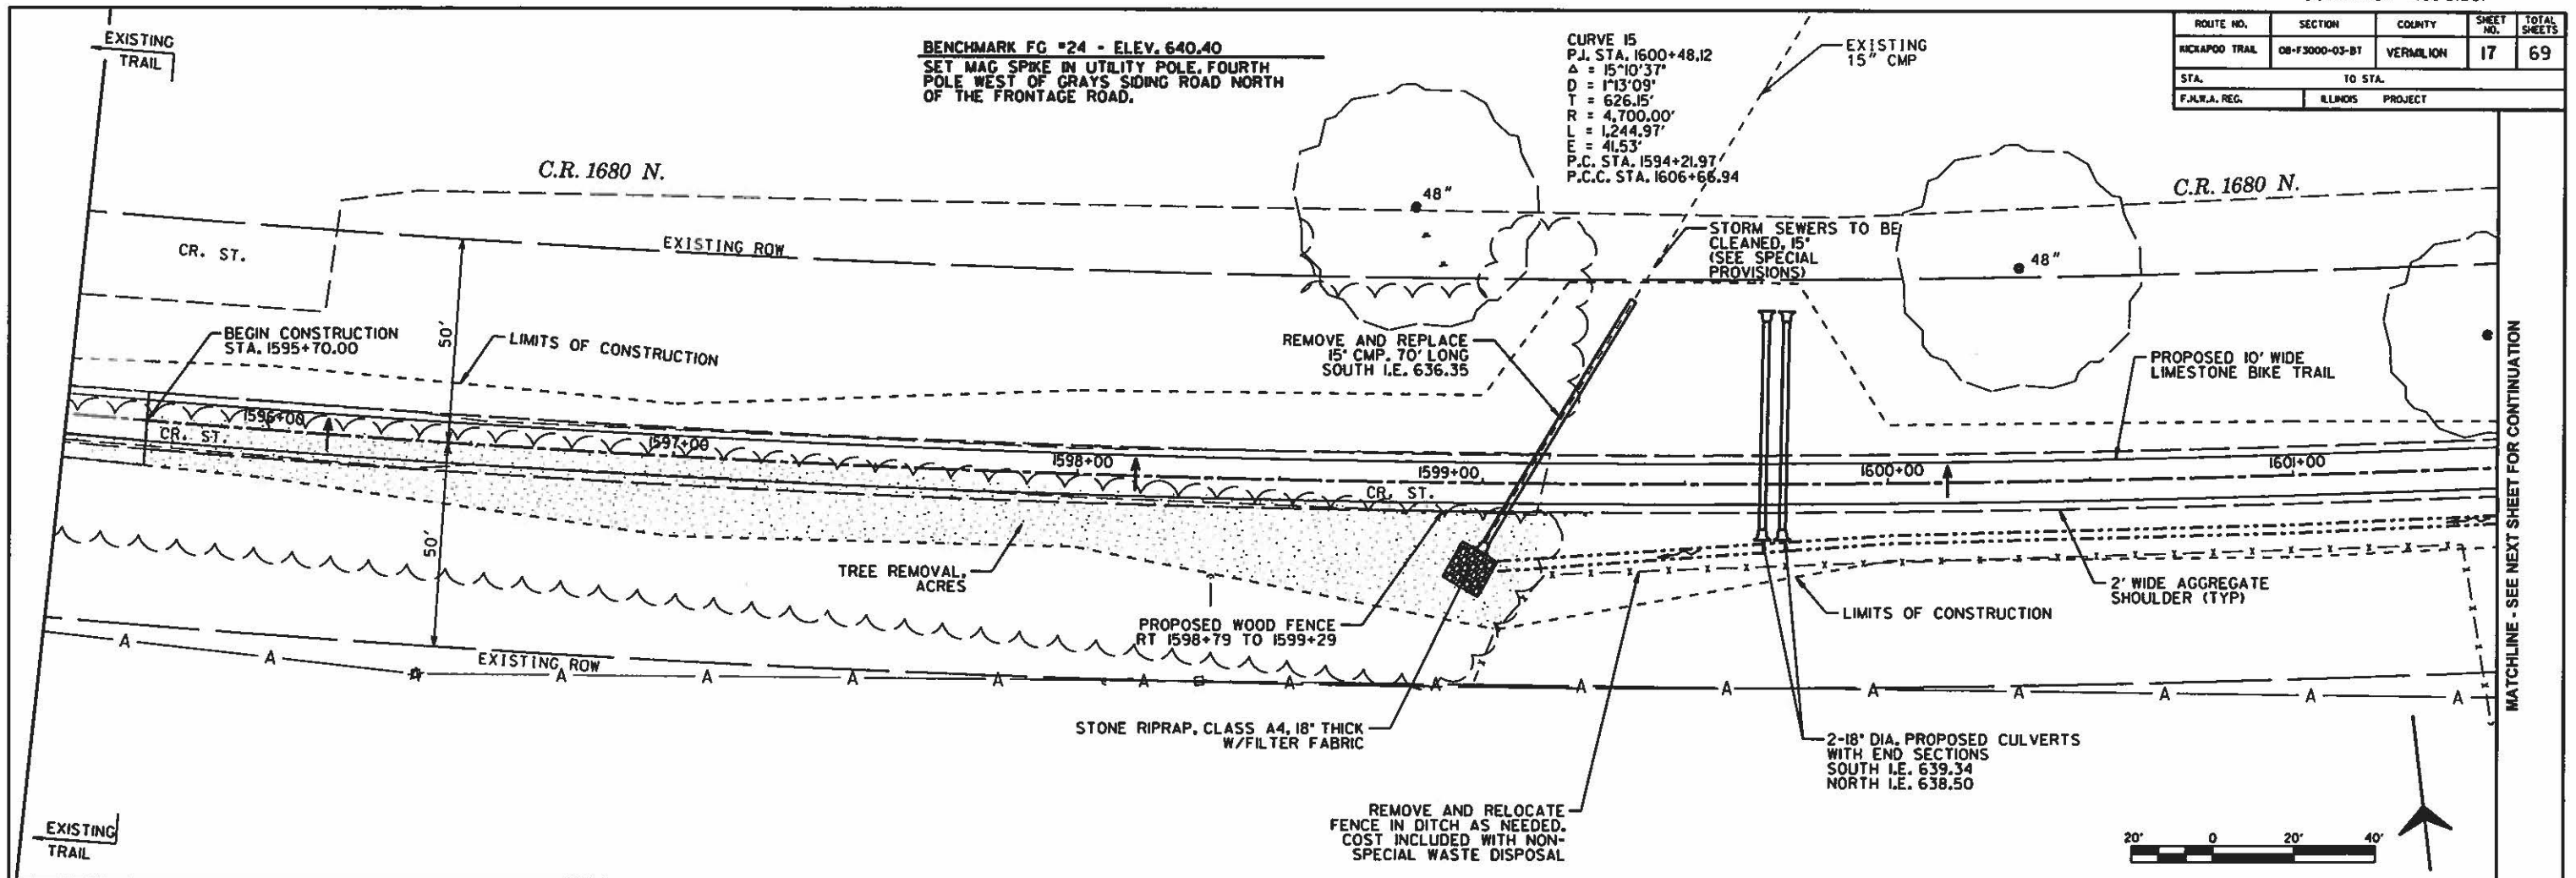 EXISTING
TRAIL
BENCHMARK FG #24 - ELEV. 640.40
SET MAG SPIKE IN UTILITY POLE, FOURTH
POLE WEST OF GRAYS SIDING ROAD NORTH
OF THE FRONTAGE ROAD.
CURVE 15
P.I. STA. 1600+48.12
Δ = 15°10'37"
D = 1°13'09"
T = 626.15'
R = 4,700.00'
L = 1,244.97'
E = 41.53'
P.C. STA. 1594+21.97
P.C.C. STA. 1606+66.94
EXISTING
15" CMP
ROUTE NO. SECTION COUNTY SHEET NO. TOTAL SHEETS
KICKAPOO TRAIL 08-F3000-03-BT VERMILION 17 69
STA. TO STA.
F.H.W.A. REG. ILLINOIS PROJECT
C.R. 1680 N.
48"
C.R. 1680 N.
CR. ST.
EXISTING ROW
STORM SEWERS TO BE
CLEANED, 15"
(SEE SPECIAL
PROVISIONS)
48"
BEGIN CONSTRUCTION
STA. 1595+70.00
50'
LIMITS OF CONSTRUCTION
REMOVE AND REPLACE
15" CMP, 70' LONG
SOUTH I.E. 636.35
PROPOSED 10' WIDE
LIMESTONE BIKE TRAIL
MATCHLINE - SEE NEXT SHEET FOR CONTINUATION
1596+00
CR. ST.
1597+00
1598+00
1599+00
CR. ST.
1600+00
1601+00
50'
TREE REMOVAL,
ACRES
PROPOSED WOOD FENCE
RT 1598+79 TO 1599+29
2' WIDE AGGREGATE
SHOULDER (TYP)
LIMITS OF CONSTRUCTION
EXISTING ROW
A A A A A A A A A A A A A A A A A
STONE RIPRAP, CLASS A4, 18" THICK
W/FILTER FABRIC
2-18" DIA. PROPOSED CULVERTS
WITH END SECTIONS
SOUTH I.E. 639.34
NORTH I.E. 638.50
REMOVE AND RELOCATE
FENCE IN DITCH AS NEEDED.
COST INCLUDED WITH NON-
SPECIAL WASTE DISPOSAL
EXISTING
TRAIL
20' 0 20' 40'